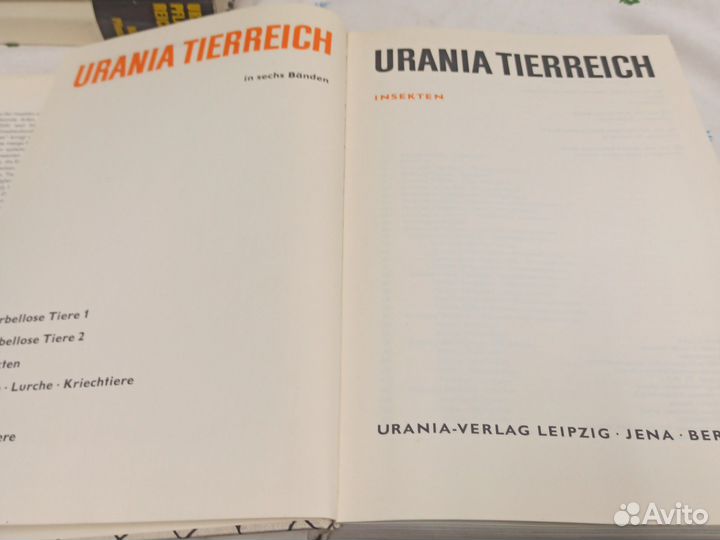 URANIA TIERREICH
in sechs Bänden
rbellose Tiere 1
bellose Tiere 2
kten
· Lurche · Kriechtiere
ere
URANIA TIERREICH
INSEKTEN
URANIA-VERLAG LEIPZIG · JENA · BER
Avito